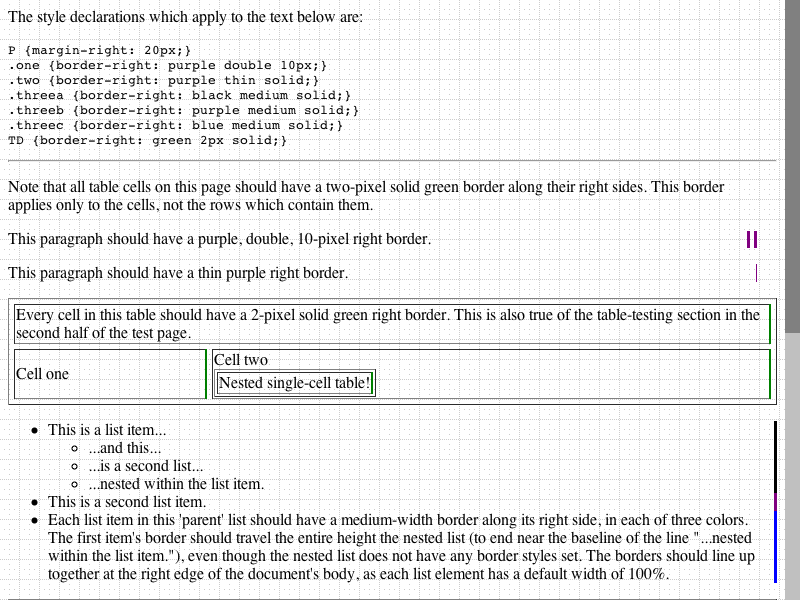 The style declarations which apply to the text below are:
P {margin-right: 20px;}
.one {border-right: purple double 10px;}
.two {border-right: purple thin solid;}
.threea {border-right: black medium solid;}
.threeb {border-right: purple medium solid;}
.threec {border-right: blue medium solid;}
TD {border-right: green 2px solid;}
Note that all table cells on this page should have a two-pixel solid green border along their right sides. This border
applies only to the cells, not the rows which contain them.
This paragraph should have a purple, double, 10-pixel right border.
This paragraph should have a thin purple right border.
Every cell in this table should have a 2-pixel solid green right border. This is also true of the table-testing section in the
second half of the test page.
Cell one
Cell two
Nested single-cell table!
This is a list item...
...and this...
...is a second list...
...nested within the list item.
This is a second list item.
Each list item in this 'parent' list should have a medium-width border along its right side, in each of three colors.
The first item's border should travel the entire height the nested list (to end near the baseline of the line "...nested
within the list item."), even though the nested list does not have any border styles set. The borders should line up
together at the right edge of the document's body, as each list element has a default width of 100%.